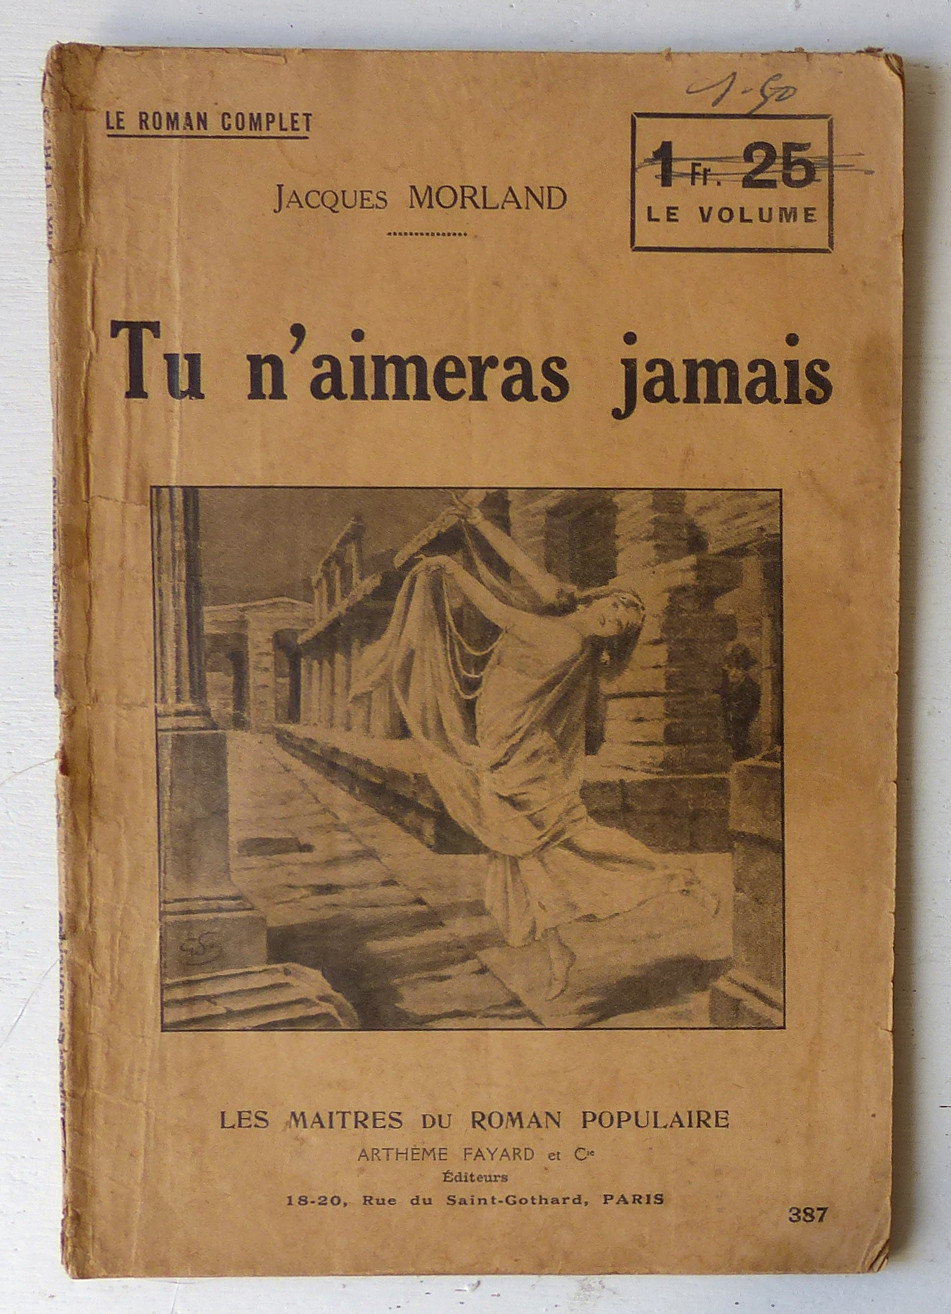 1.50
LE ROMAN COMPLET
1 Fr. 25
LE VOLUME
Jacques MORLAND
Tu n'aimeras jamais
LES MAITRES DU ROMAN POPULAIRE
ARTHÈME FAYARD et Cie
Éditeurs
18-20, Rue du Saint-Gothard, PARIS
387